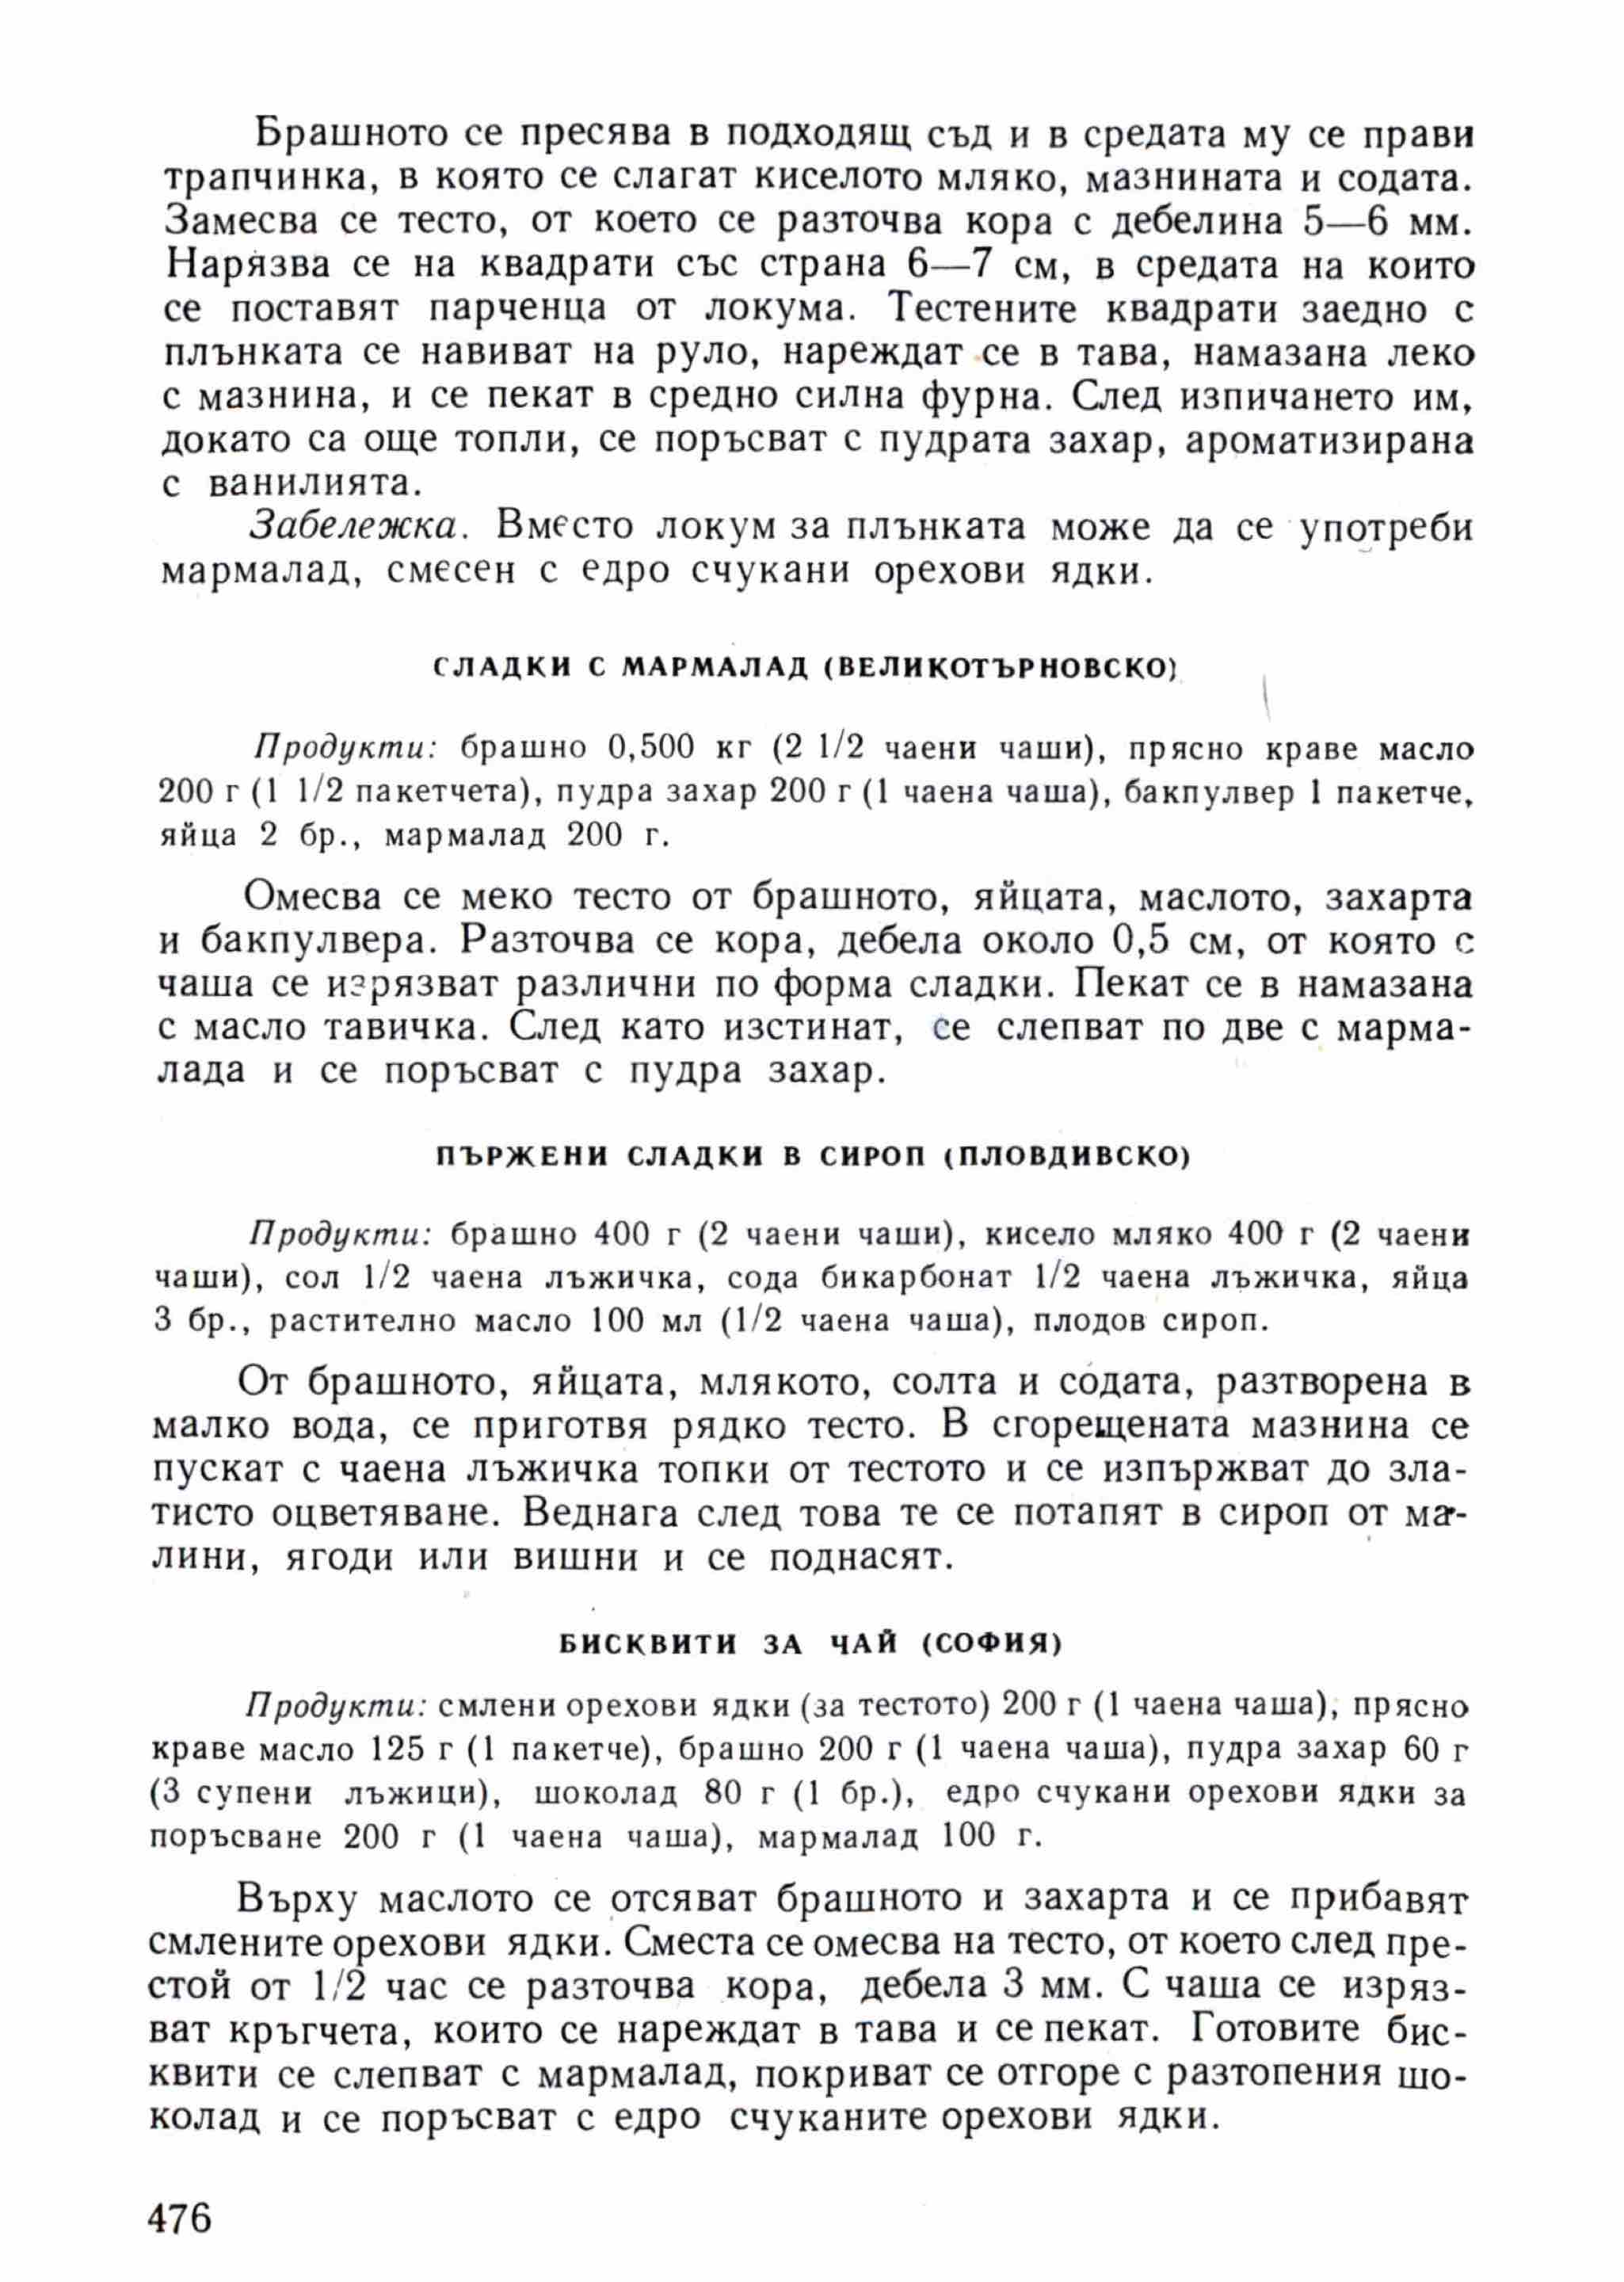 Брашното се пресява в подходящ съд и в средата му се прави
трапчинка, в която се слагат киселото мляко, мазнината и содата.
Замесва се тесто, от което се разточва кора с дебелина 5—6 мм.
Нарязва се на квадрати със страна 6—7 см, в средата на които
се поставят парченца от локума. Тестените квадрати заедно с
плънката се навиват на руло, нареждат се в тава, намазана леко
с мазнина, и се пекат в средно силна фурна. След изпичането им,
докато са още топли, се поръсват с пудрата захар, ароматизирана
с ванилията.
Забележка. Вместо локум за плънката може да се употреби
мармалад, смесен с едро счукани орехови ядки.
СЛАДКИ С МАРМАЛАД (ВЕЛИКОТЪРНОВСКО)
Продукти: брашно 0,500 кг (2 1/2 чаени чаши), прясно краве масло
200 г (1 1/2 пакетчета), пудра захар 200 г (1 чаена чаша), бакпулвер 1 пакетче,
яйца 2 бр., мармалад 200 г.
Омесва се меко тесто от брашното, яйцата, маслото, захарта
и бакпулвера. Разточва се кора, дебела около 0,5 см, от която с
чаша се изрязват различни по форма сладки. Пекат се в намазана
с масло тавичка. След като изстинат, се слепват по две с марма-
лада и се поръсват с пудра захар.
ПЪРЖЕНИ СЛАДКИ В СИРОП (ПЛОВДИВСКО)
Продукти: брашно 400 г (2 чаени чаши), кисело мляко 400 г (2 чаени
чаши), сол 1/2 чаена лъжичка, сода бикарбонат 1/2 чаена лъжичка, яйца
3 бр., растително масло 100 мл (1/2 чаена чаша), плодов сироп.
От брашното, яйцата, млякото, солта и содата, разтворена в
малко вода, се приготвя рядко тесто. В сгорещената мазнина се
пускат с чаена лъжичка топки от тестото и се изпържват до зла-
тисто оцветяване. Веднага след това те се потапят в сироп от ма-
лини, ягоди или вишни и се поднасят.
БИСКВИТИ ЗА ЧАЙ (СОФИЯ)
Продукти: смлени орехови ядки (за тестото) 200 г (1 чаена чаша), прясно
краве масло 125 г (1 пакетче), брашно 200 г (1 чаена чаша), пудра захар 60 г
(3 супени лъжици), шоколад 80 г (1 бр.), едро счукани орехови ядки за
поръсване 200 г (1 чаена чаша), мармалад 100 г.
Върху маслото се отсяват брашното и захарта и се прибавят
смлените орехови ядки. Сместа се омесва на тесто, от което след пре-
стой от 1/2 час се разточва кора, дебела 3 мм. С чаша се изряз-
ват кръгчета, които се нареждат в тава и се пекат. Готовите бис-
квити се слепват с мармалад, покриват се отгоре с разтопения шо-
колад и се поръсват с едро счуканите орехови ядки.
476